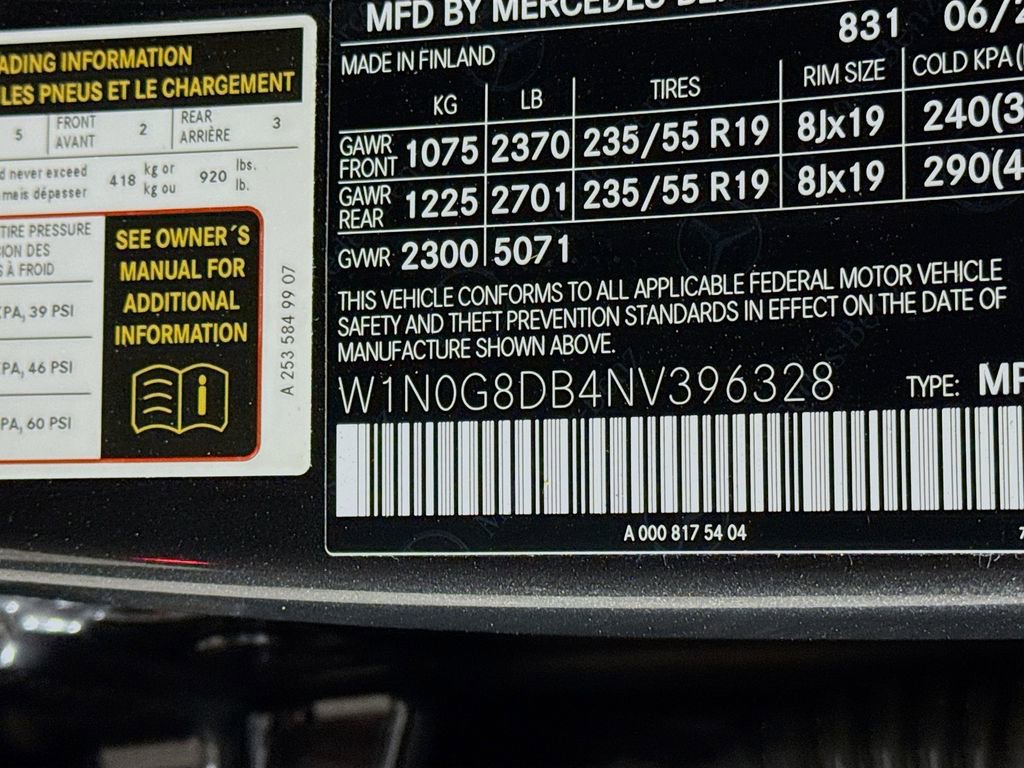 ADING INFORMATION
LES PNEUS ET LE CHARGEMENT
5 FRONT AVANT 2 REAR ARRIÈRE 3
d never exceed
mais dépasser
418 kg or kg ou 920 lbs. lb.
TIRE PRESSURE
ION DES
À FROID
KPA, 39 PSI
PA, 46 PSI
PA, 60 PSI
SEE OWNER´S
MANUAL FOR
ADDITIONAL
INFORMATION
A 253 584 99 07
MFD BY MERCEDES BE
831 06/2
MADE IN FINLAND
KG LB TIRES RIM SIZE COLD KPA(
GAWR FRONT 1075 2370 235/55 R19 8Jx19 240(3
GAWR REAR 1225 2701 235/55 R19 8Jx19 290(4
GVWR 2300 5071
THIS VEHICLE CONFORMS TO ALL APPLICABLE FEDERAL MOTOR VEHICLE
SAFETY AND THEFT PREVENTION STANDARDS IN EFFECT ON THE DATE OF
MANUFACTURE SHOWN ABOVE.
W1N0G8DB4NV396328 TYPE: MP
A 000 817 54 04